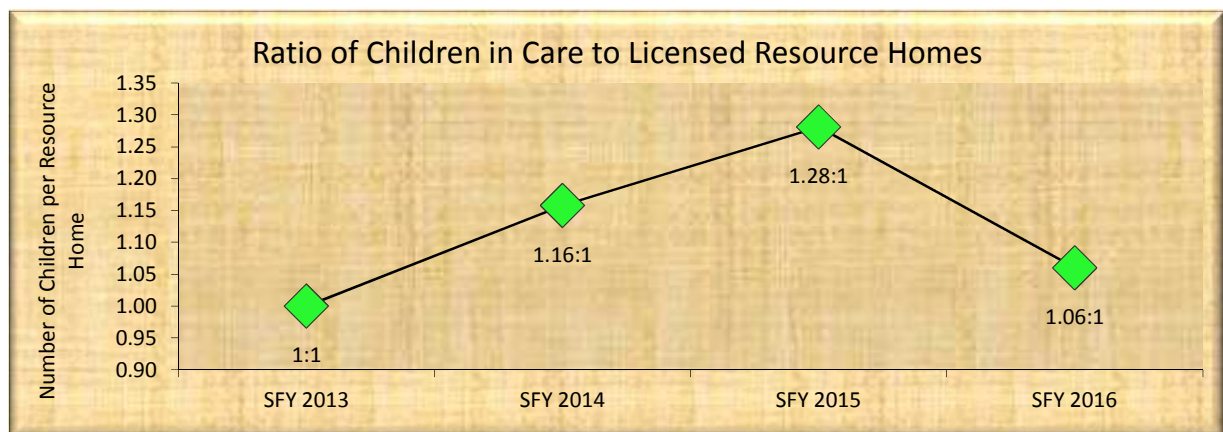 Ratio of Children in Care to Licensed Resource Homes
Number of Children per Resource
Home
1.35
1.30
1.25
1.20
1.15
1.10
1.05
1.00
0.95
0.90
1:1
1.16:1
1.28:1
1.06:1
SFY 2013
SFY 2014
SFY 2015
SFY 2016